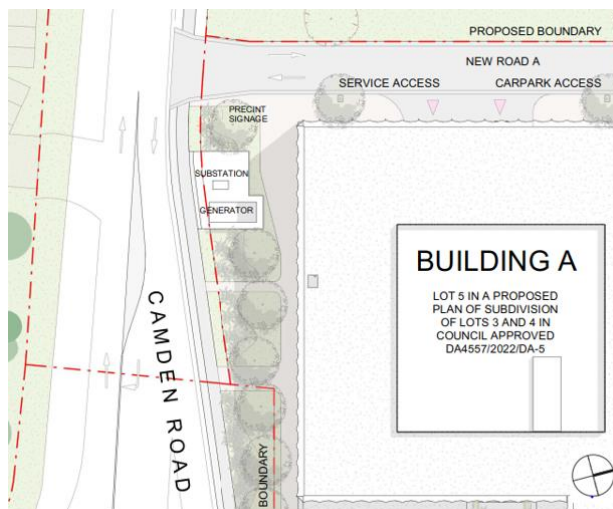 PROPOSED BOUNDARY
NEW ROAD A
SERVICE ACCESS
CARPARK ACCESS
PRECINT
SIGNAGE
SUBSTATION
GENERATOR
BUILDING A
LOT 5 IN A PROPOSED
PLAN OF SUBDIVISION
OF LOTS 3 AND 4 IN
COUNCIL APPROVED
DA4557/2022/DA-5
CAMDEN ROAD
BOUNDARY